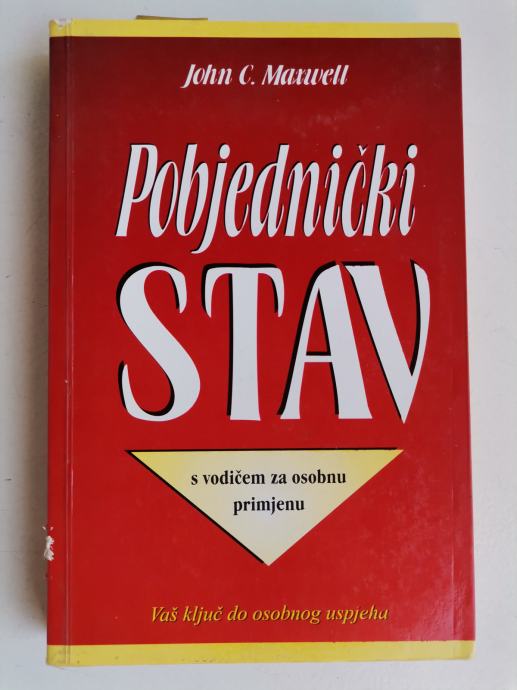 John C. Maxwell
Pobjednički
STAV
s vodičem za osobnu
primjenu
Vaš ključ do osobnog uspjeha